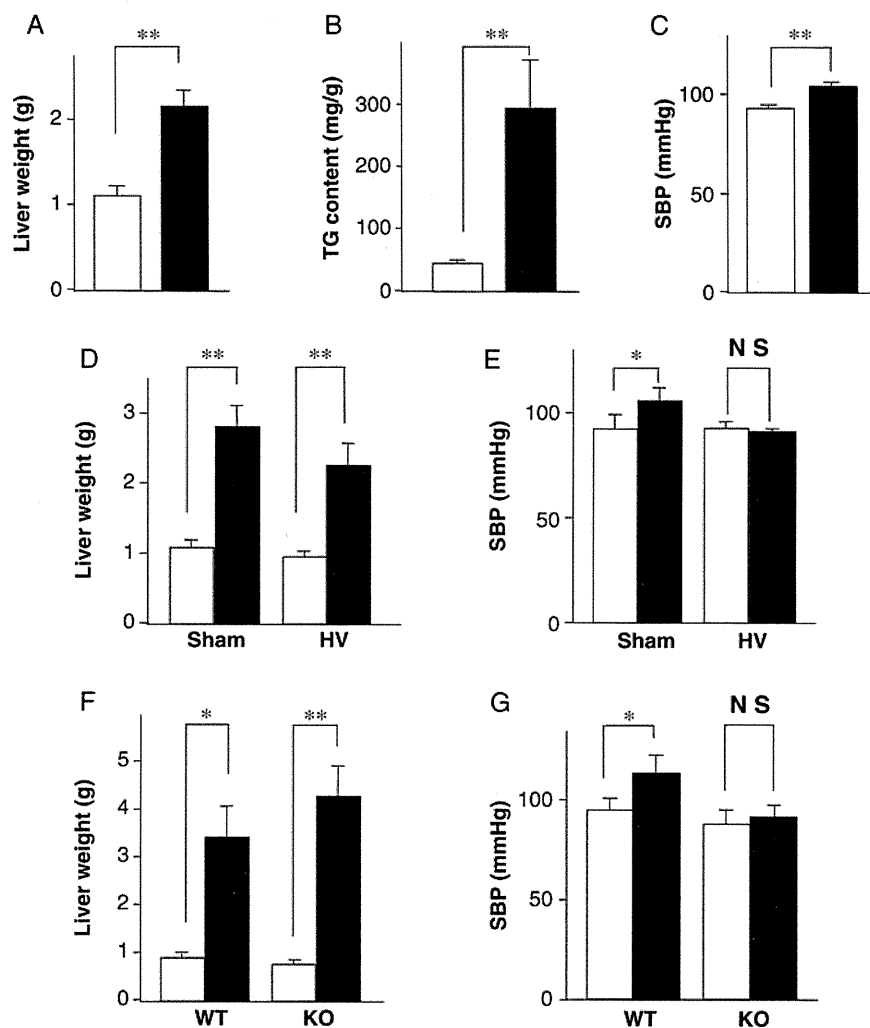 A
Liver weight (g)
2
1
0
**
B
TG content (mg/g)
300
200
100
0
**
C
SBP (mmHg)
100
50
0
**
D
Liver weight (g)
3
2
1
0
**
**
Sham
HV
E
SBP (mmHg)
100
50
0
*
N S
Sham
HV
F
Liver weight (g)
5
4
3
2
1
0
*
**
WT
KO
G
SBP (mmHg)
100
50
0
*
N S
WT
KO